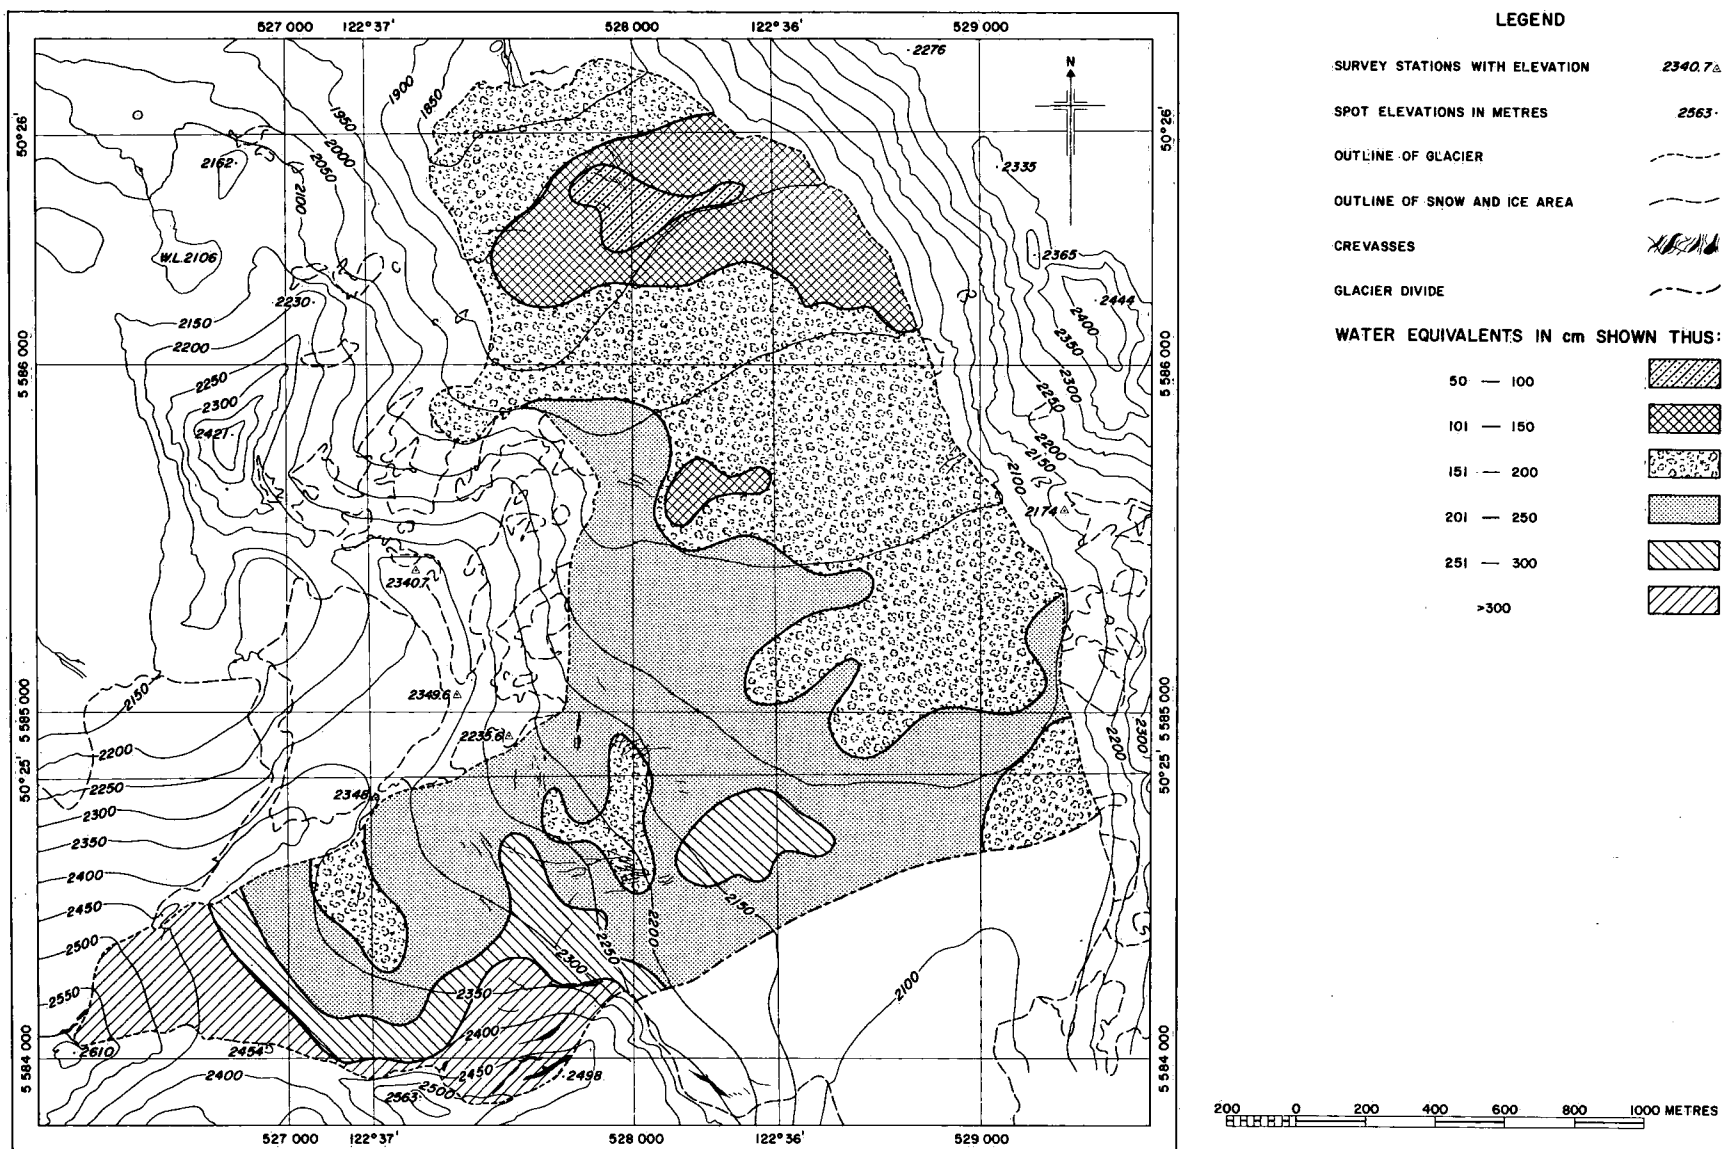 527 000 122° 37' 528 000 122° 36' 529 000
2276
1900
1850
1950
2000
2050
2100
50° 26'
50° 26'
N
2162
2335
W.L.2106
2365
2230
2444
2400
2350
2300
2250
2200
2150
2100
2150
2200
2250
2300
2421
5 586 000
5 586 000
2174
2340.7
2349.6
2235.6
2150
2200
2250
2300
2350
2400
2450
2500
2550
2610
5 585 000
5 585 000
50° 25'
50° 25'
2300
2200
2348
2150
2200
2250
2300
2350
2400
2450
2500
2100
2454
2400
2563
2498
5 584 000
5 584 000
527 000 122° 37' 528 000 122° 36' 529 000
LEGEND
SURVEY STATIONS WITH ELEVATION 2340.7
SPOT ELEVATIONS IN METRES 2563
OUTLINE OF GLACIER
OUTLINE OF SNOW AND ICE AREA
CREVASSES
GLACIER DIVIDE
WATER EQUIVALENTS IN cm SHOWN THUS:
50 — 100
101 — 150
151 — 200
201 — 250
251 — 300
>300
200 0 200 400 600 800 1000 METRES